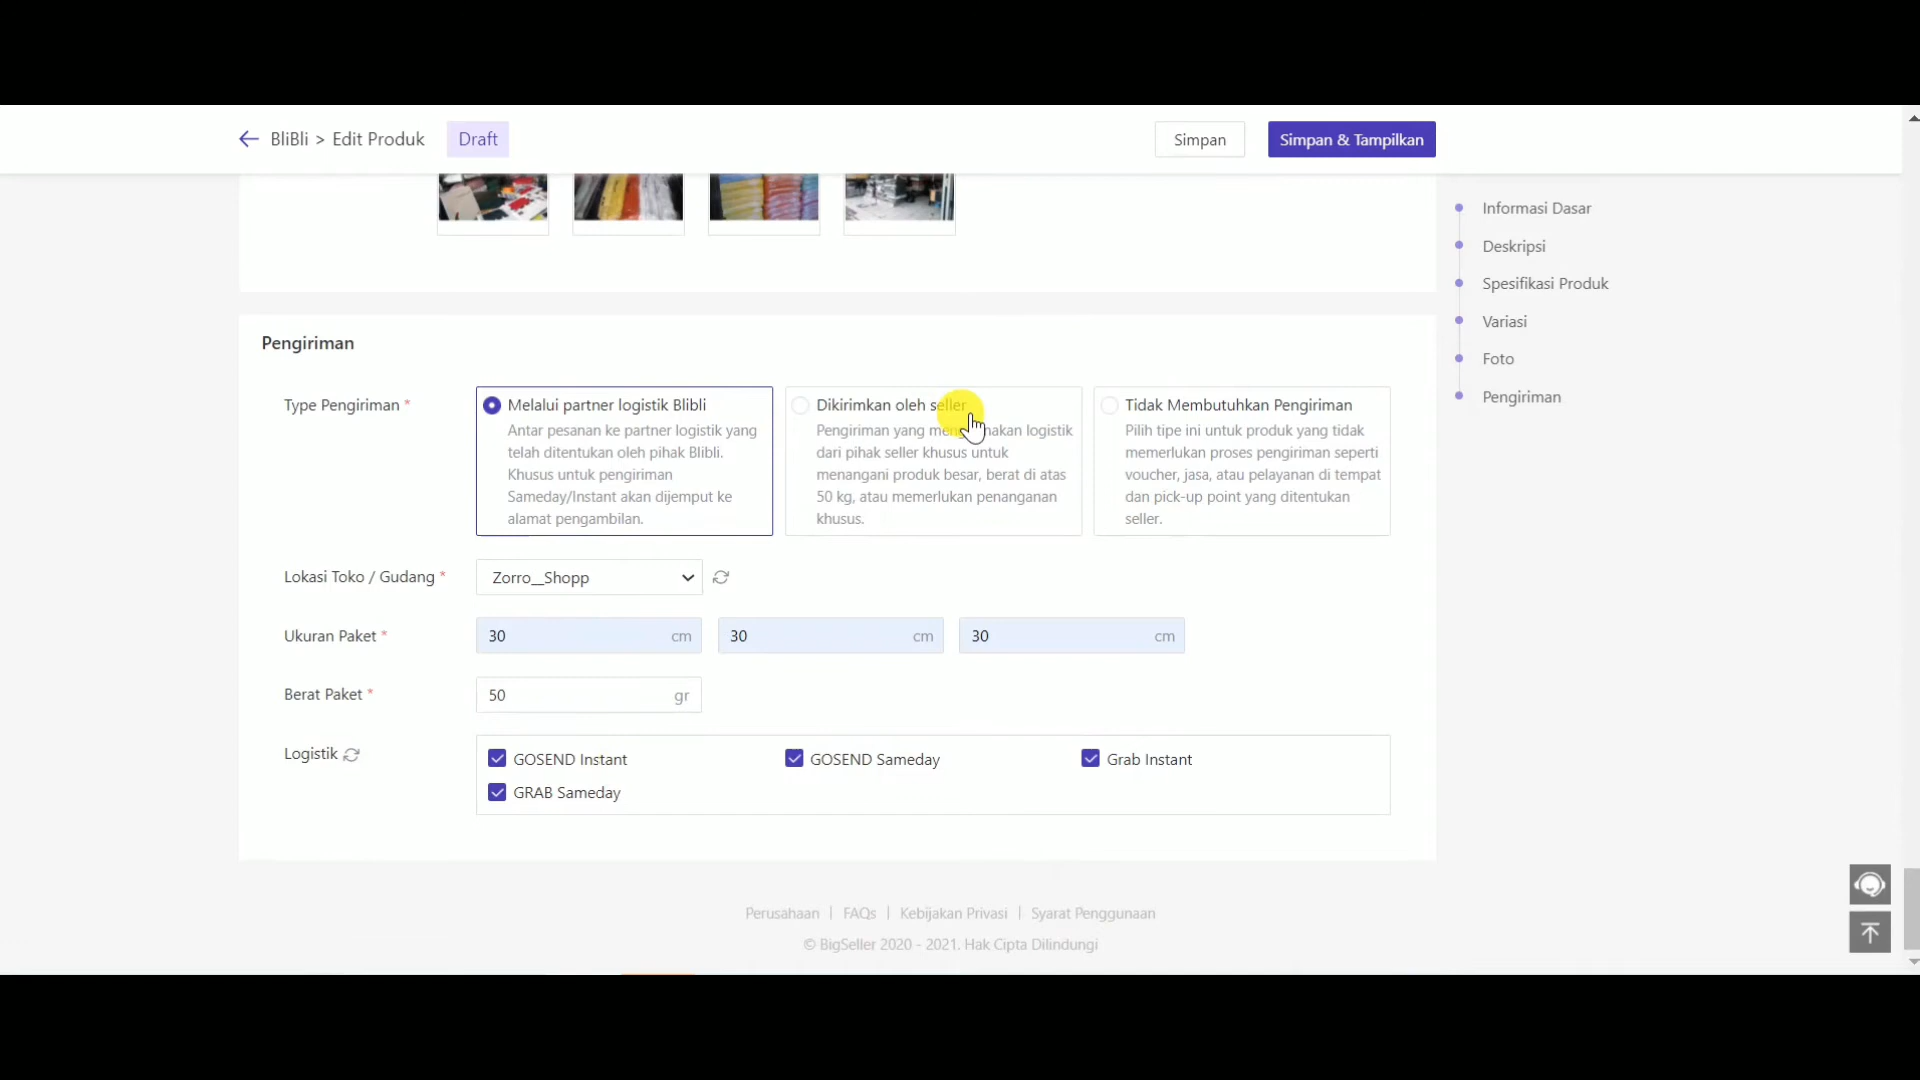 BliBli > Edit Produk Draft Simpan Simpan & Tampilkan
Informasi Dasar
Deskripsi
Spesifikasi Produk
Variasi
Foto
Pengiriman
Pengiriman
Type Pengiriman *
Melalui partner logistik Blibli
Antar pesanan ke partner logistik yang
telah ditentukan oleh pihak Blibli.
Khusus untuk pengiriman
Sameday/Instant akan dijemput ke
alamat pengambilan.
Dikirimkan oleh seller
Pengiriman yang logistik
dari pihak seller khusus untuk
menangani produk besar, berat di atas
50 kg, atau memerlukan penanganan
khusus.
Tidak Membutuhkan Pengiriman
Pilih tipe ini untuk produk yang tidak
memerlukan proses pengiriman seperti
voucher, jasa, atau pelayanan di tempat
dan pick-up point yang ditentukan
seller.
Lokasi Toko / Gudang * Zorro__Shopp
Ukuran Paket * 30 cm 30 cm 30 cm
Berat Paket * 50 gr
Logistik GOSEND Instant GOSEND Sameday Grab Instant
GRAB Sameday
Perusahaan | FAQs | Kebijakan Privasi | Syarat Penggunaan
© BigSeller 2020 - 2021. Hak Cipta Dilindungi